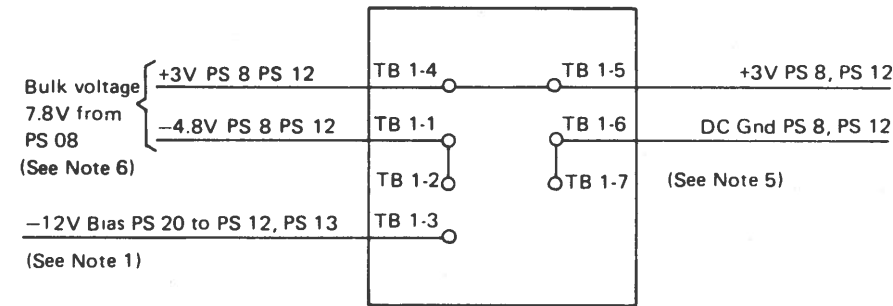 +3V PS 8 PS 12
TB 1-4
TB 1-5
+3V PS 8, PS 12
Bulk voltage
7.8V from
PS 08
(See Note 6)
−4.8V PS 8 PS 12
TB 1-1
TB 1-6
DC Gnd PS 8, PS 12
TB 1-2
TB 1-7
(See Note 5)
−12V Bias PS 20 to PS 12, PS 13
TB 1-3
(See Note 1)